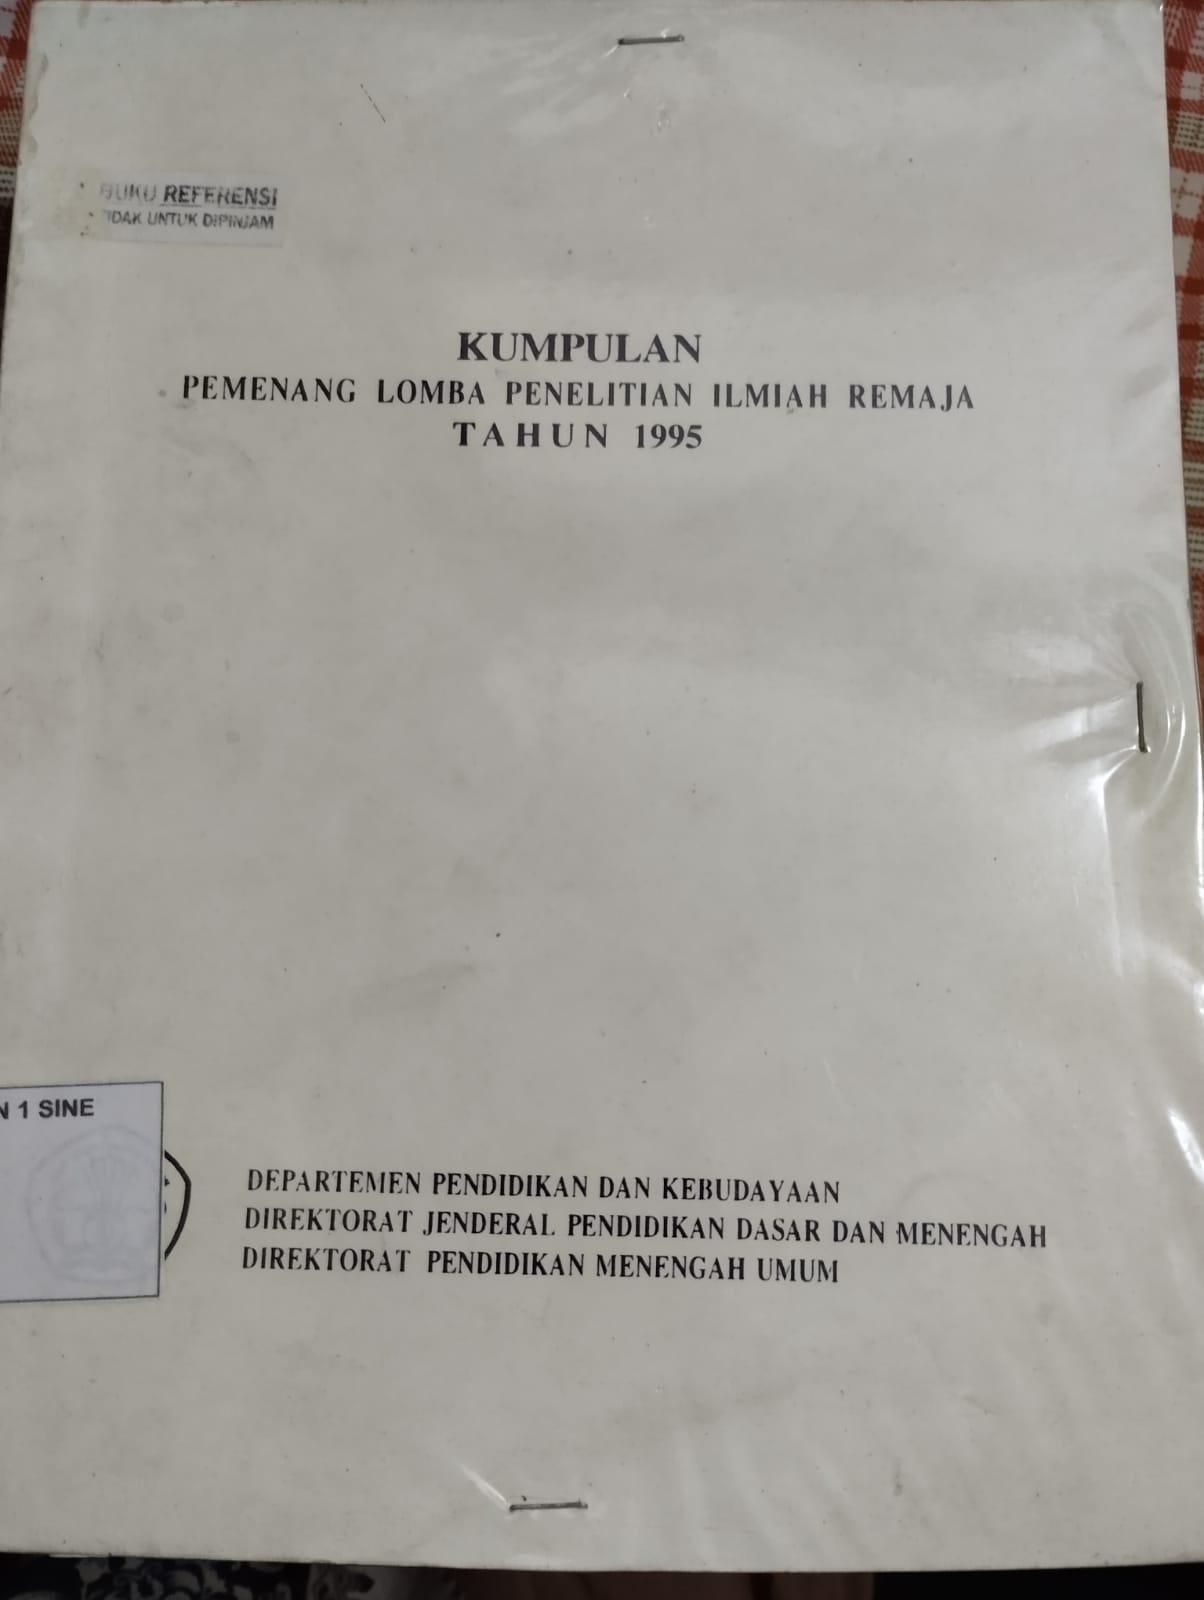 BUKU REFERENSI
TIDAK UNTUK DIPINJAM
KUMPULAN
PEMENANG LOMBA PENELITIAN ILMIAH REMAJA
TAHUN 1995
N 1 SINE
DEPARTEMEN PENDIDIKAN DAN KEBUDAYAAN
DIREKTORAT JENDERAL PENDIDIKAN DASAR DAN MENENGAH
DIREKTORAT PENDIDIKAN MENENGAH UMUM